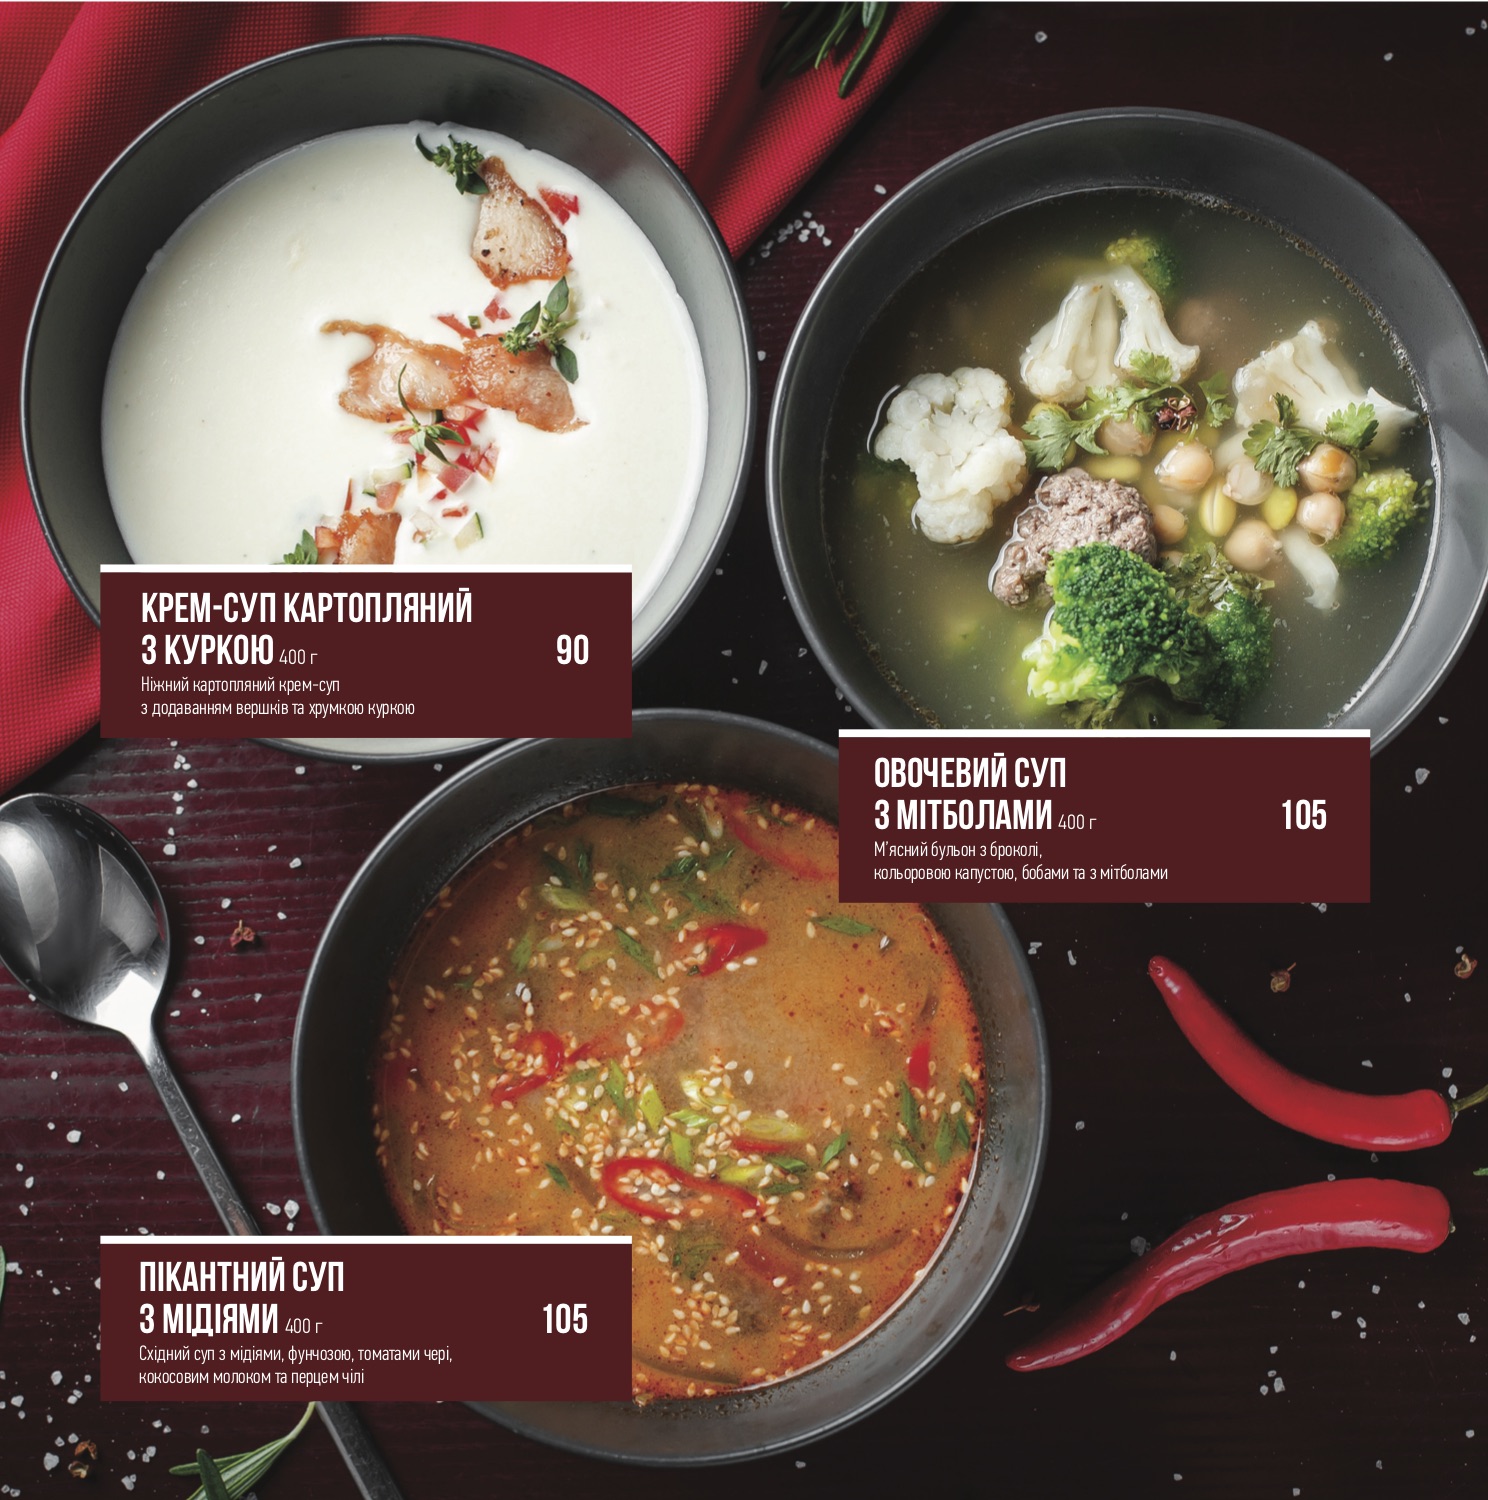 КРЕМ-СУП КАРТОПЛЯНИЙ
З КУРКОЮ 400 г 90
Ніжний картопляний крем-суп
з додаванням вершків та хрумкою куркою
ОВОЧЕВИЙ СУП
З МІТБОЛАМИ 400 г 105
М'ясний бульон з броколі,
кольоровою капустою, бобами та з мітболами
ПІКАНТНИЙ СУП
З МІДІЯМИ 400 г 105
Східний суп з мідіями, фунчозою, томатами чері,
кокосовим молоком та перцем чілі